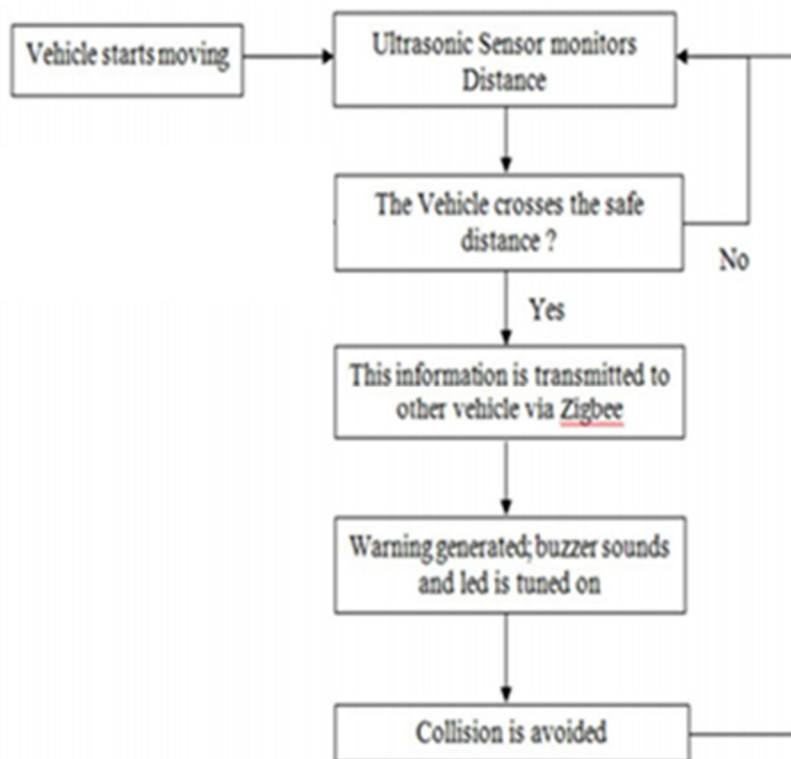 Vehicle starts moving
Ultrasonic Sensor monitors
Distance
The Vehicle crosses the safe
distance ?
No
Yes
This information is transmitted to
other vehicle via Zigbee
Warning generated; buzzer sounds
and led is tuned on
Collision is avoided